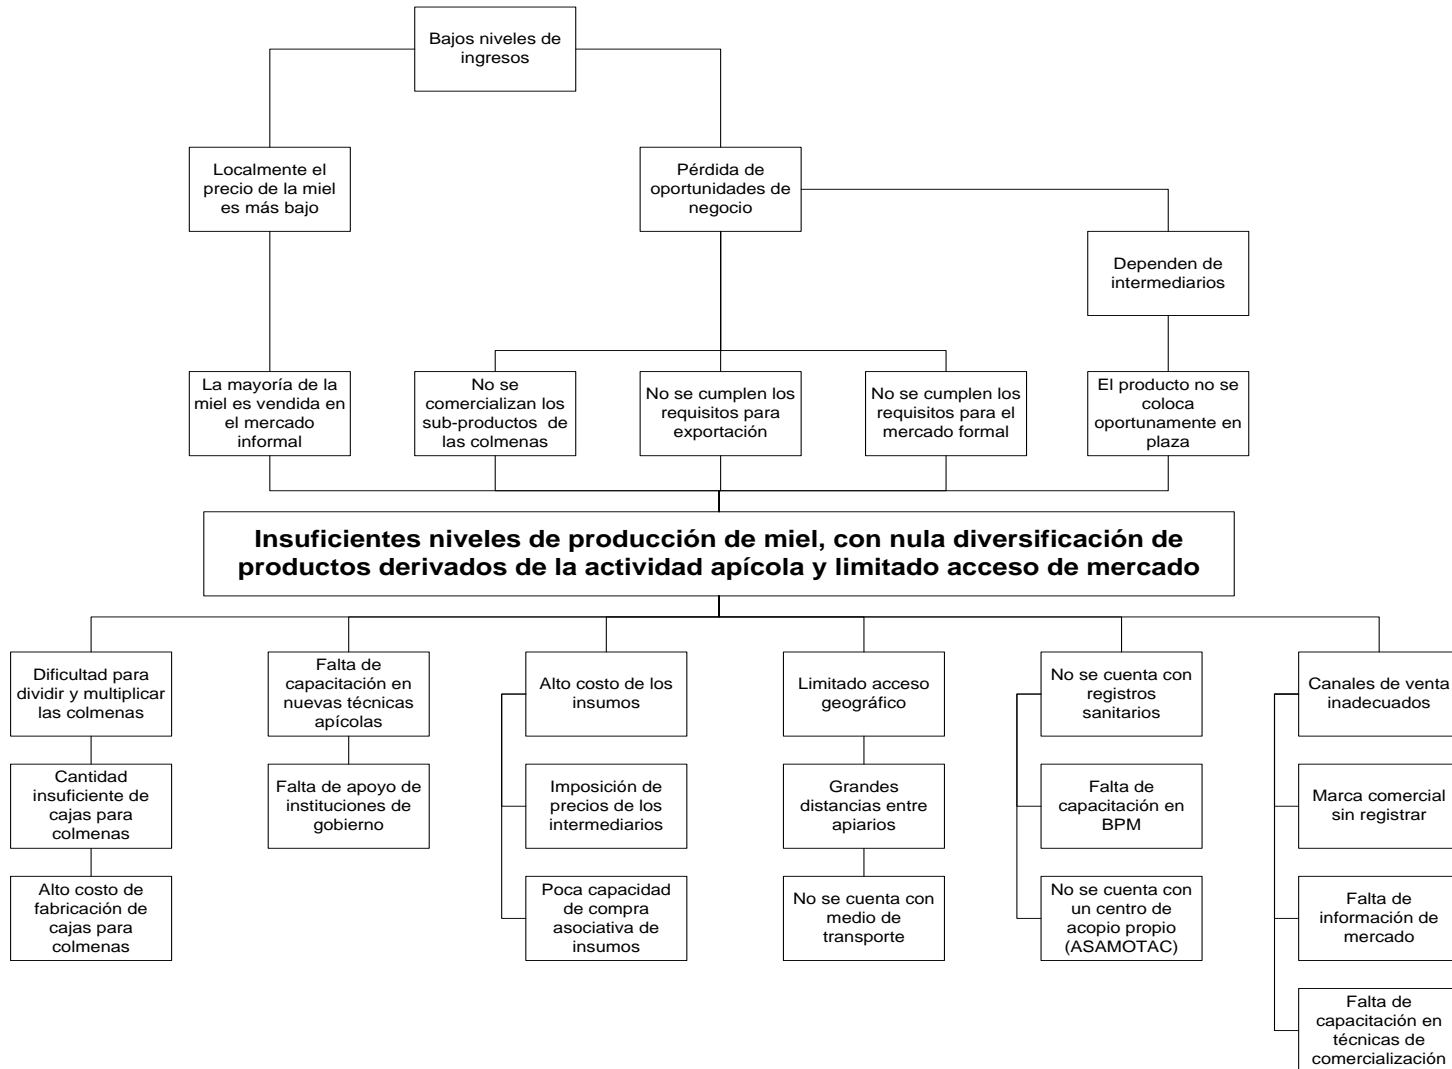 Bajos niveles de
ingresos
Localmente el
precio de la miel
es más bajo
Pérdida de
oportunidades de
negocio
Dependen de
intermediarios
La mayoría de la
miel es vendida en
el mercado
informal
No se
comercializan los
sub-productos de
las colmenas
No se cumplen los
requisitos para
exportación
No se cumplen los
requisitos para el
mercado formal
El producto no se
coloca
oportunamente en
plaza
Insuficientes niveles de producción de miel, con nula diversificación de
productos derivados de la actividad apícola y limitado acceso de mercado
Dificultad para
dividir y multiplicar
las colmenas
Falta de
capacitación en
nuevas técnicas
apícolas
Alto costo de los
insumos
Limitado acceso
geográfico
No se cuenta con
registros
sanitarios
Canales de venta
inadecuados
Cantidad
insuficiente de
cajas para
colmenas
Falta de apoyo de
instituciones de
gobierno
Imposición de
precios de los
intermediarios
Grandes
distancias entre
apiarios
Falta de
capacitación en
BPM
Marca comercial
sin registrar
Alto costo de
fabricación de
cajas para
colmenas
Poca capacidad
de compra
asociativa de
insumos
No se cuenta con
medio de
transporte
No se cuenta con
un centro de
acopio propio
(ASAMOTAC)
Falta de
información de
mercado
Falta de
capacitación en
técnicas de
comercialización